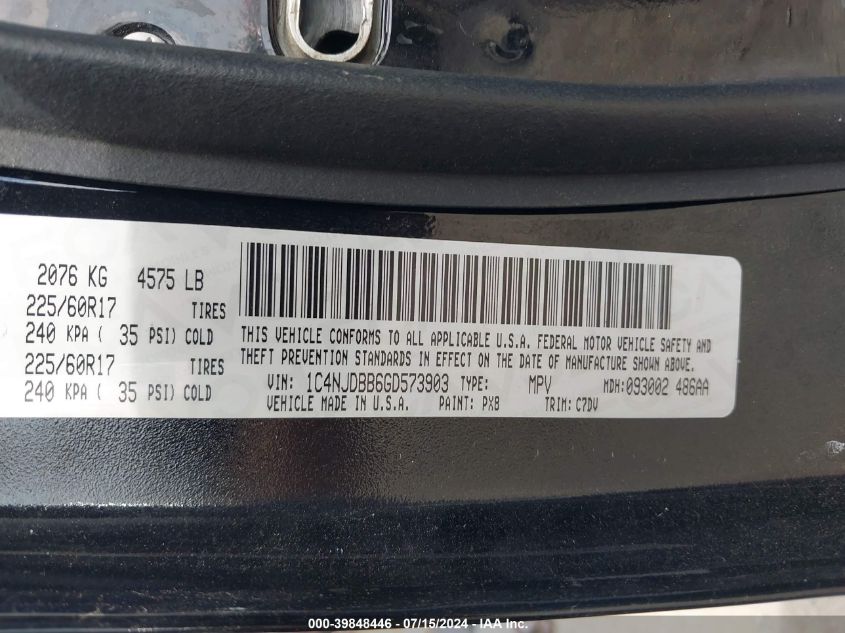 2076 KG 4575 LB
225/60R17 TIRES
240 KPA ( 35 PSI) COLD
225/60R17 TIRES
240 KPA ( 35 PSI) COLD
THIS VEHICLE CONFORMS TO ALL APPLICABLE U.S.A. FEDERAL MOTOR VEHICLE SAFETY AND
THEFT PREVENTION STANDARDS IN EFFECT ON THE DATE OF MANUFACTURE SHOWN ABOVE.
VIN: 1C4NJDBB6GD573903 TYPE: MPV MDH:093002 486AA
VEHICLE MADE IN U.S.A. PAINT: PX8 TRIM: C7DV
000-39848446 - 07/15/2024 - IAA Inc.